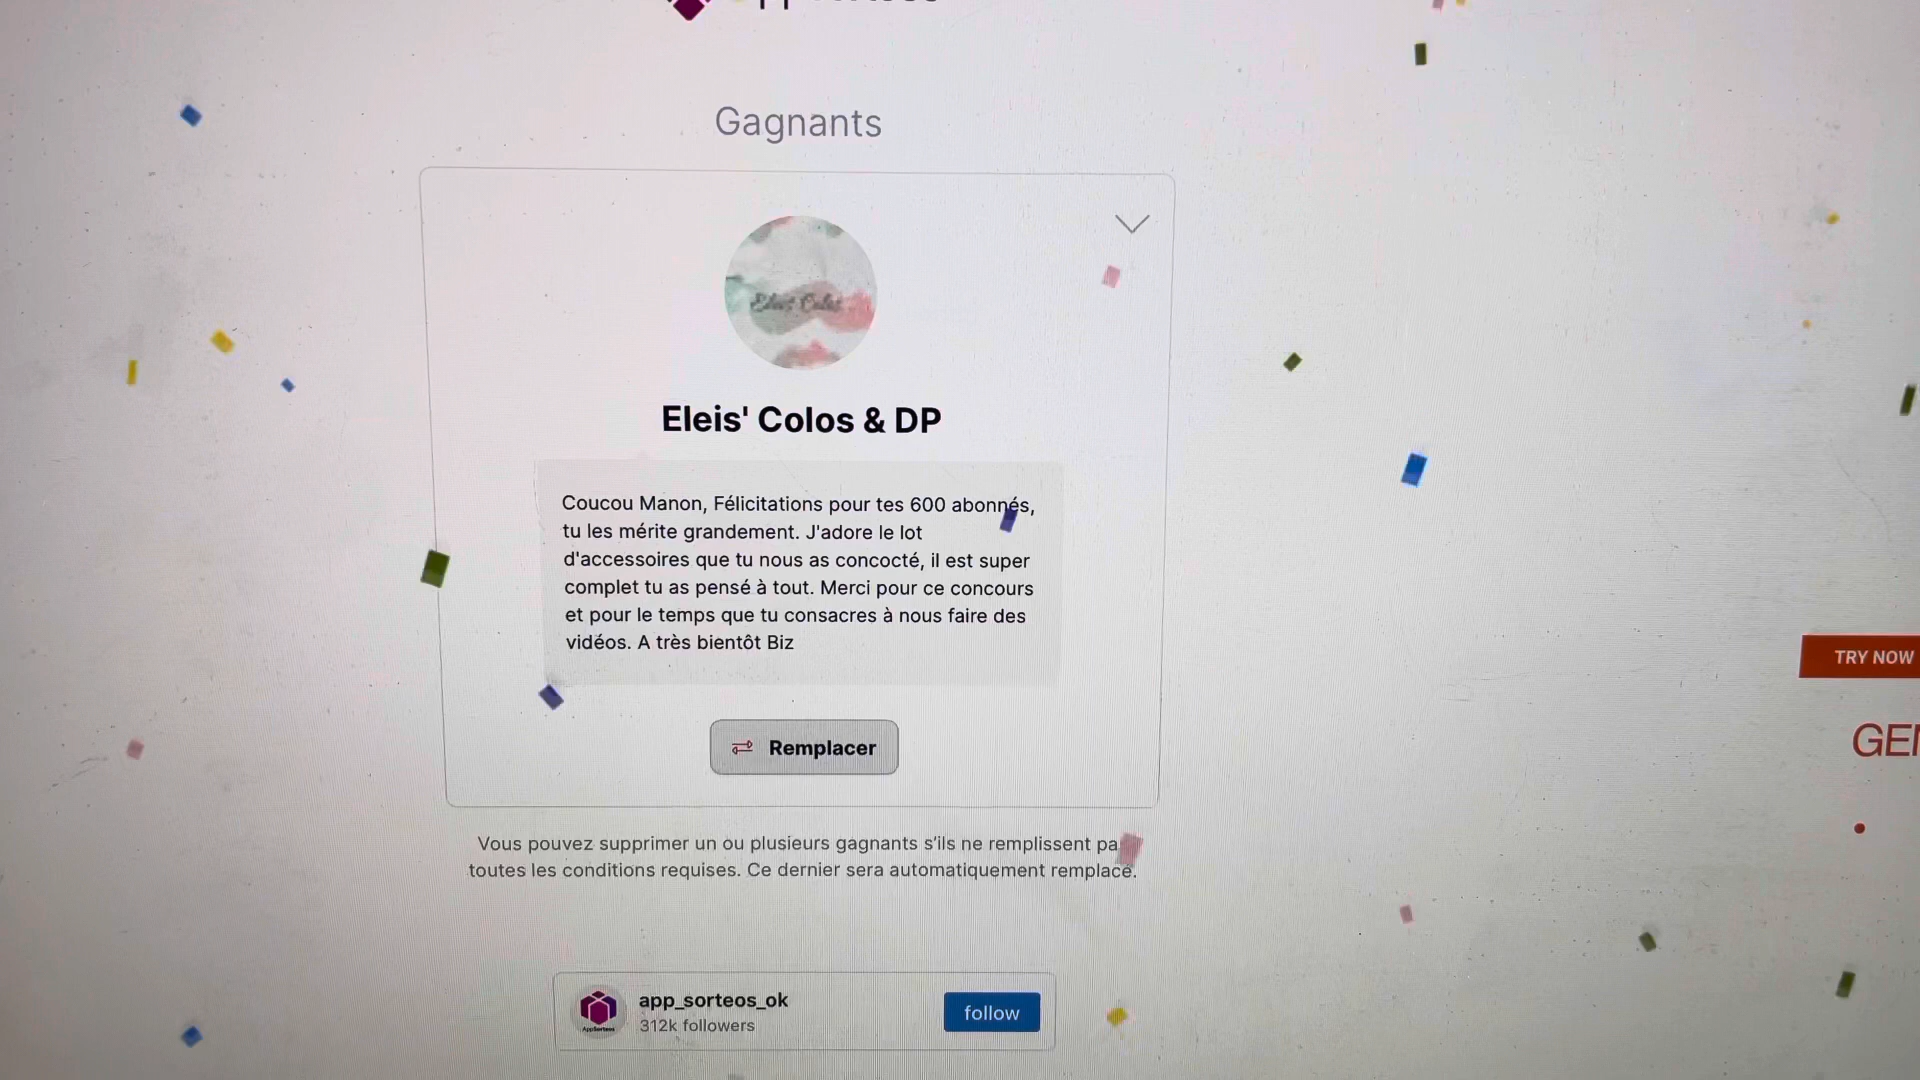 Gagnants
Eleis' Colos & DP
Coucou Manon, Félicitations pour tes 600 abonnés,
tu les mérite grandement. J'adore le lot
d'accessoires que tu nous as concocté, il est super
complet tu as pensé à tout. Merci pour ce concours
et pour le temps que tu consacres à nous faire des
vidéos. A très bientôt Biz
Remplacer
Vous pouvez supprimer un ou plusieurs gagnants s'ils ne remplissent pa
toutes les conditions requises. Ce dernier sera automatiquement remplacé.
app_sorteos_ok
312k followers
follow
TRY NOW